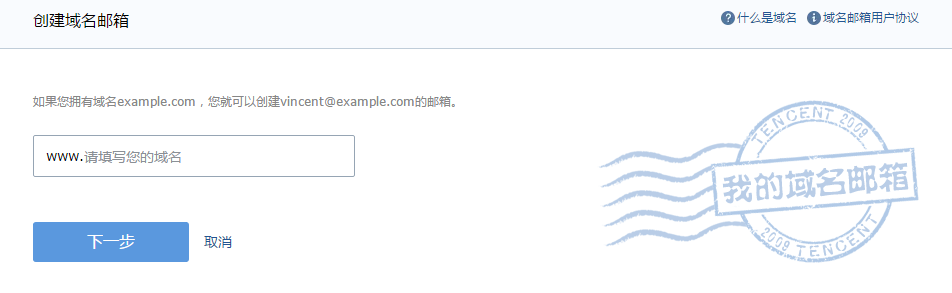 创建域名邮箱
什么是域名 域名邮箱用户协议
如果您拥有域名example.com，您就可以创建vincent@example.com的邮箱。
www.请填写您的域名
TENCENT 2009
我的域名邮箱
2009 TENCENT
下一步 取消